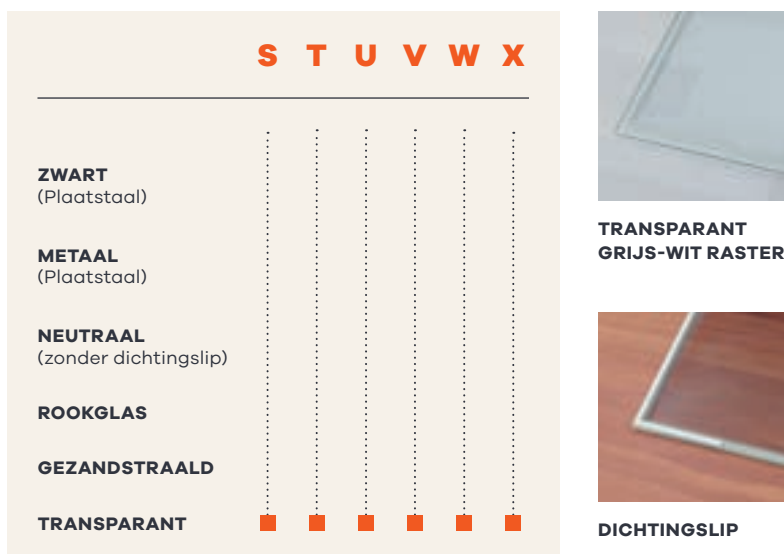 S T U V W X
ZWART
(Plaatstaal)
METAAL
(Plaatstaal)
NEUTRAAL
(zonder dichtingslip)
ROOKGLAS
GEZANDSTRAALD
TRANSPARANT
TRANSPARANT
GRIJS-WIT RASTER
DICHTINGSLIP